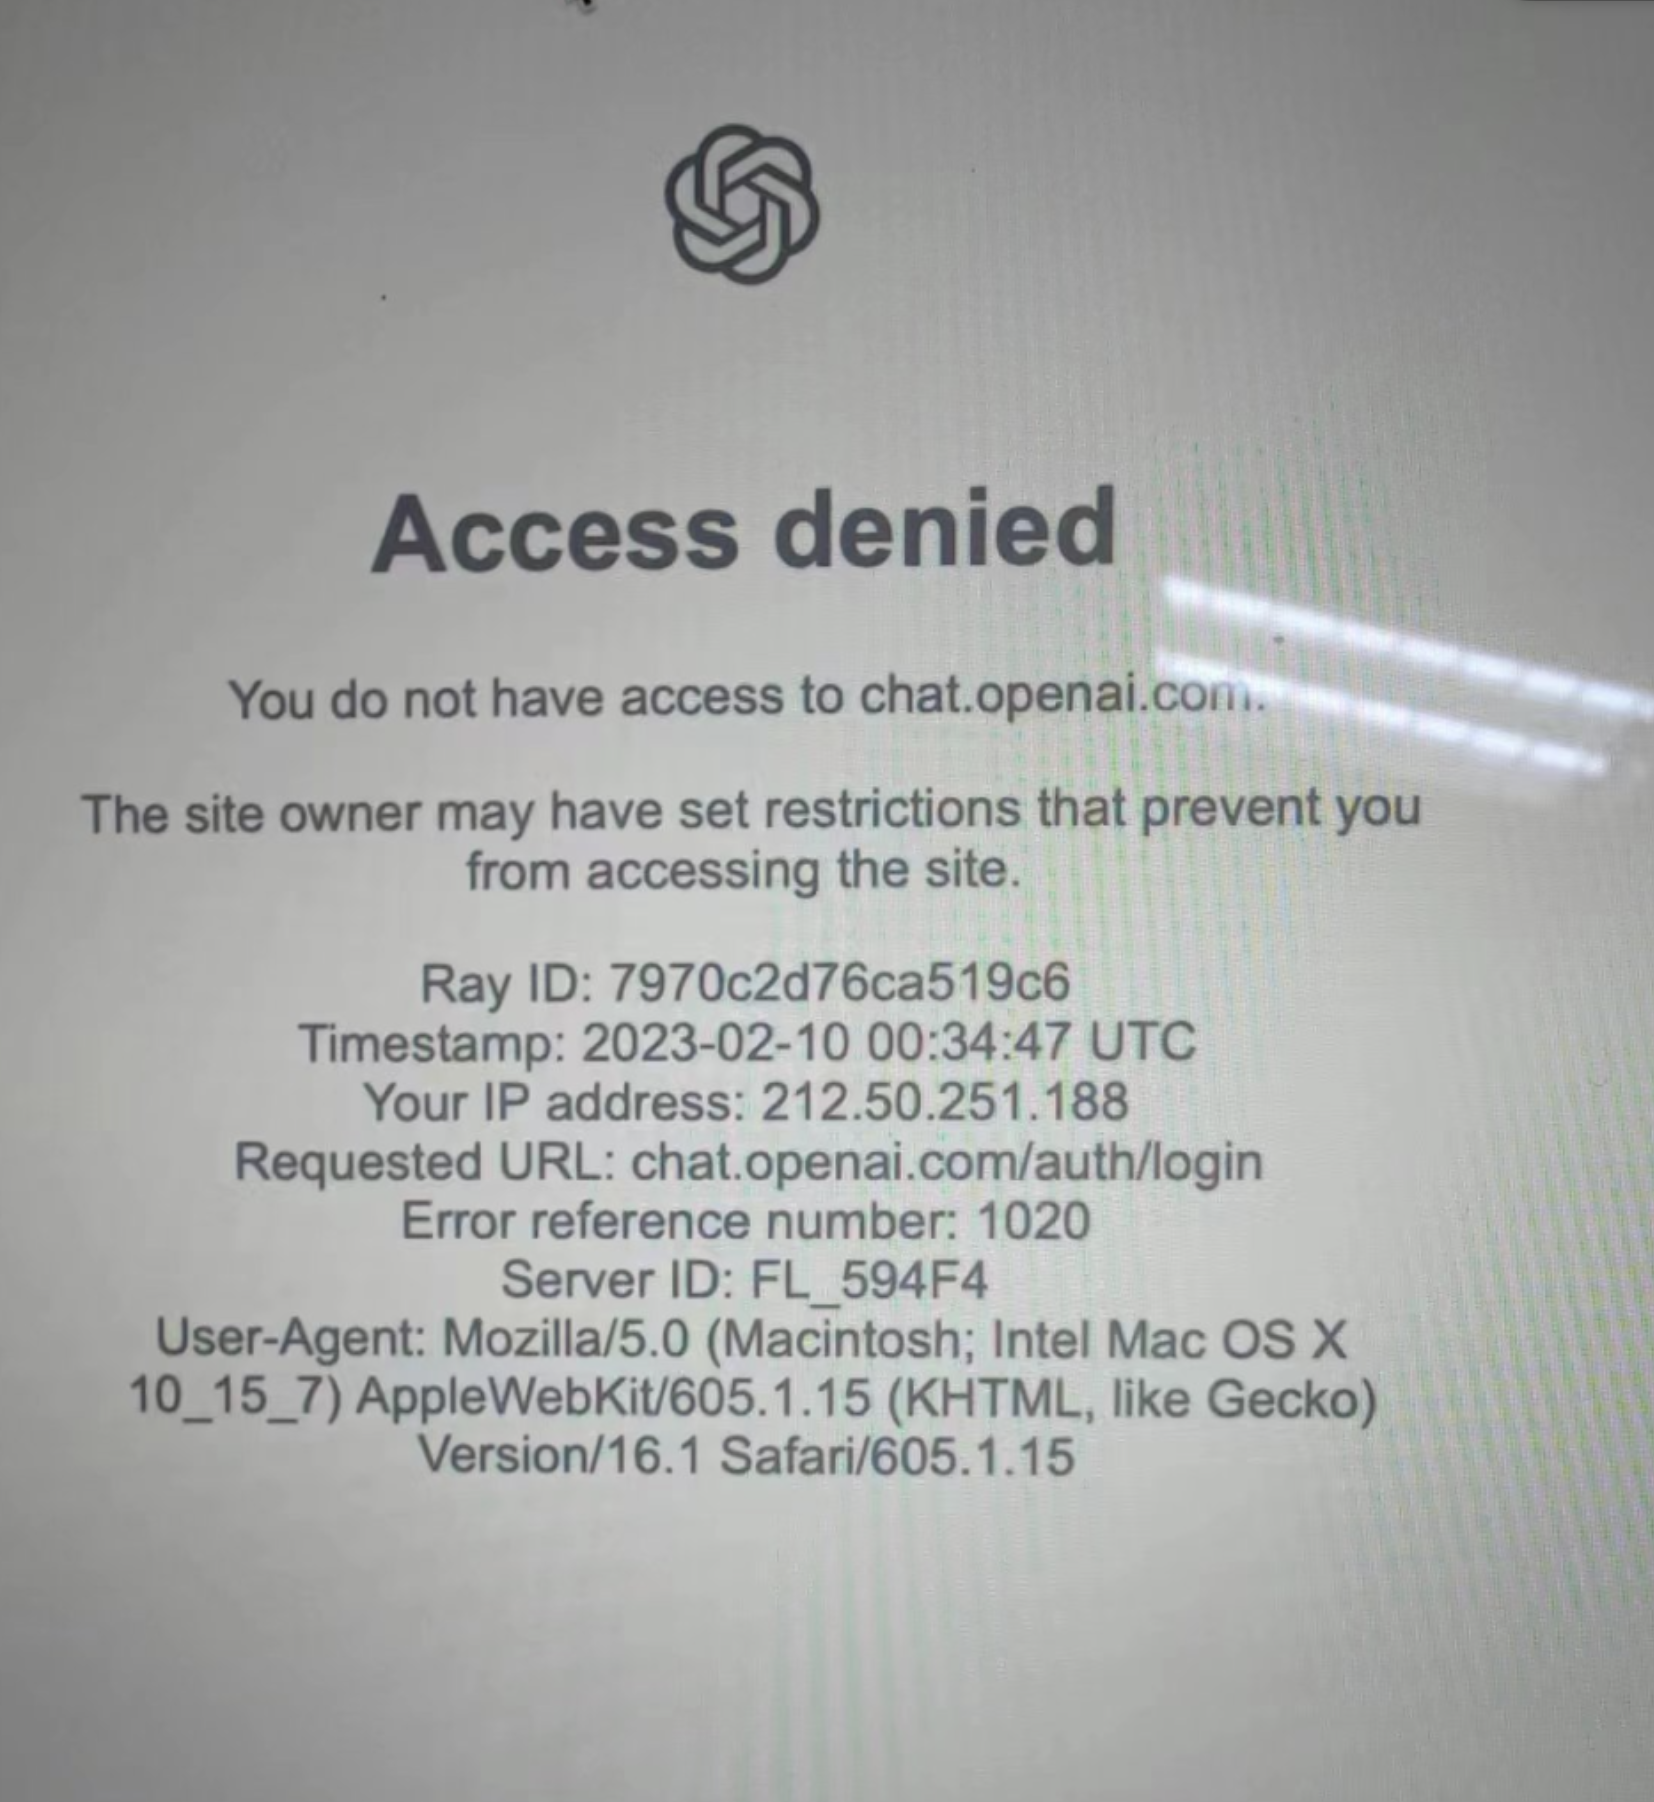 Access denied
You do not have access to chat.openai.com.
The site owner may have set restrictions that prevent you
from accessing the site.
Ray ID: 7970c2d76ca519c6
Timestamp: 2023-02-10 00:34:47 UTC
Your IP address: 212.50.251.188
Requested URL: chat.openai.com/auth/login
Error reference number: 1020
Server ID: FL_594F4
User-Agent: Mozilla/5.0 (Macintosh; Intel Mac OS X
10_15_7) AppleWebKit/605.1.15 (KHTML, like Gecko)
Version/16.1 Safari/605.1.15